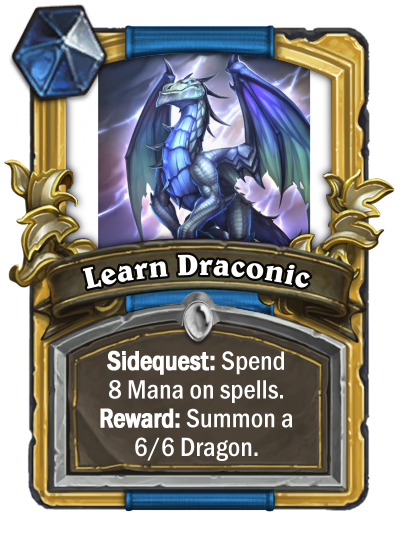 Learn Draconic
Sidequest: Spend
8 Mana on spells.
Reward: Summon a
6/6 Dragon.